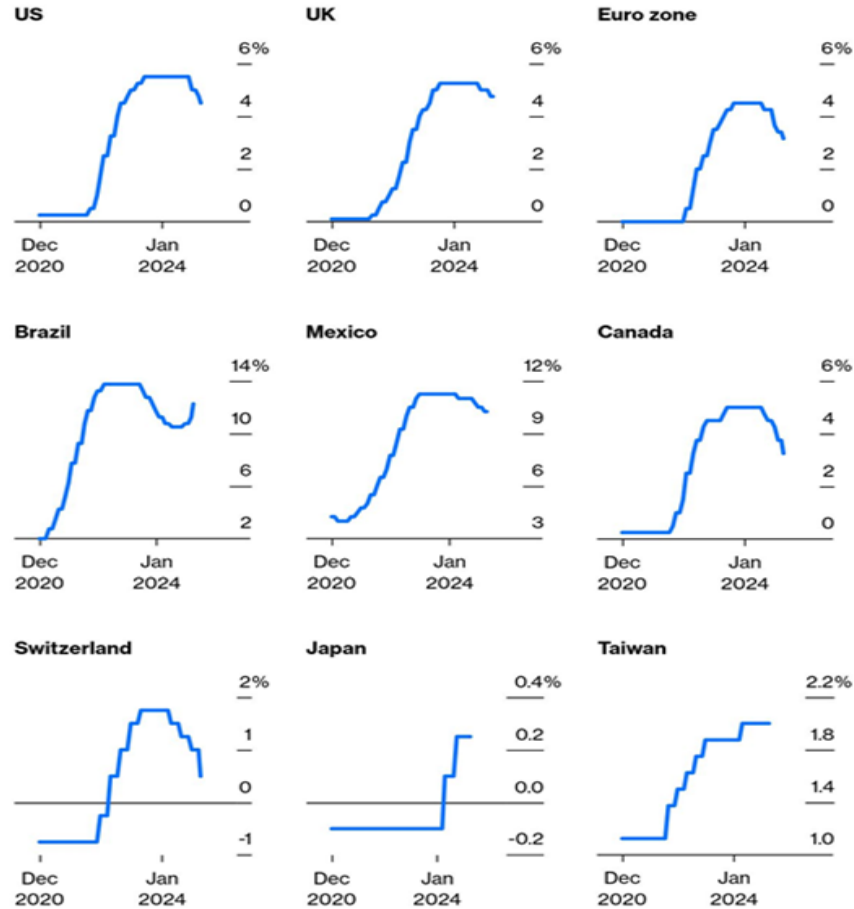 US
6%
4
2
0
Dec
2020
Jan
2024
UK
6%
4
2
0
Dec
2020
Jan
2024
Euro zone
6%
4
2
0
Dec
2020
Jan
2024
Brazil
14%
10
6
2
Dec
2020
Jan
2024
Mexico
12%
9
6
3
Dec
2020
Jan
2024
Canada
6%
4
2
0
Dec
2020
Jan
2024
Switzerland
2%
1
0
-1
Dec
2020
Jan
2024
Japan
0.4%
0.2
0.0
-0.2
Dec
2020
Jan
2024
Taiwan
2.2%
1.8
1.4
1.0
Dec
2020
Jan
2024